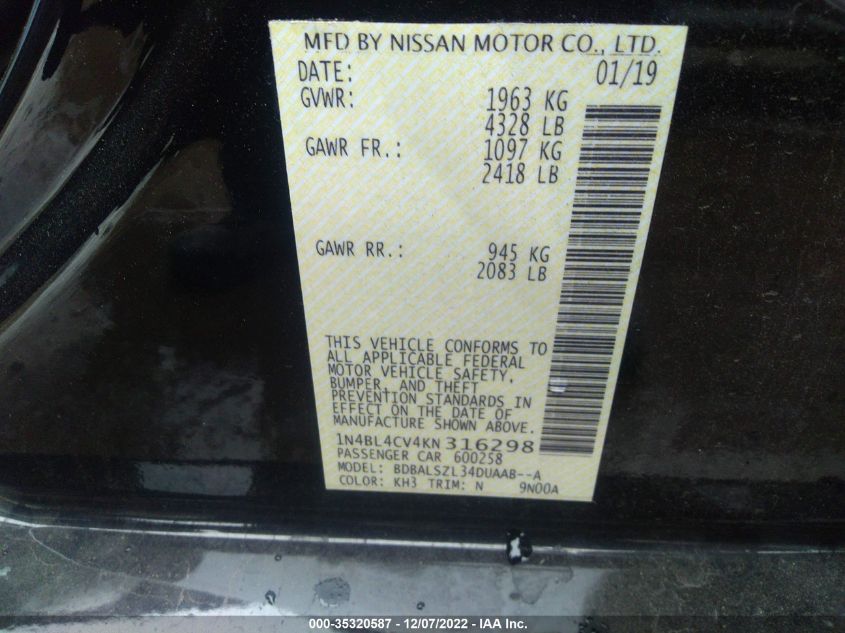 MFD BY NISSAN MOTOR CO., LTD.
DATE: 01/19
GVWR: 1963 KG
4328 LB
GAWR FR.: 1097 KG
2418 LB
GAWR RR.: 945 KG
2083 LB
THIS VEHICLE CONFORMS TO
ALL APPLICABLE FEDERAL
MOTOR VEHICLE SAFETY,
BUMPER, AND THEFT
PREVENTION STANDARDS IN
EFFECT ON THE DATE OF
MANUFACTURE SHOWN ABOVE.
1N4BL4CV4KN316298
PASSENGER CAR 600258
MODEL: BDBALSZL34DUAAB--A
COLOR: KH3 TRIM: N 9N00A
000-35320587 - 12/07/2022 - IAA Inc.